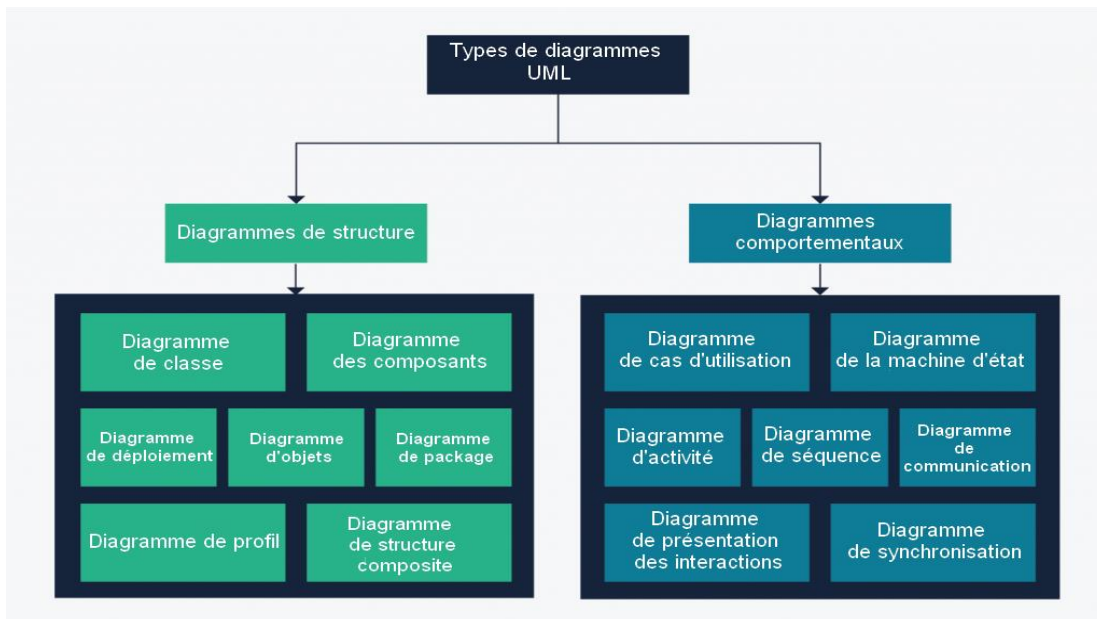 Types de diagrammes
UML
Diagrammes de structure
Diagrammes
comportementaux
Diagramme
de classe
Diagramme
des composants
Diagramme
de déploiement
Diagramme
d'objets
Diagramme
de package
Diagramme de profil
Diagramme
de structure
composite
Diagramme
de cas d'utilisation
Diagramme
de la machine d'état
Diagramme
d'activité
Diagramme
de séquence
Diagramme
de
communication
Diagramme
de présentation
des interactions
Diagramme
de synchronisation